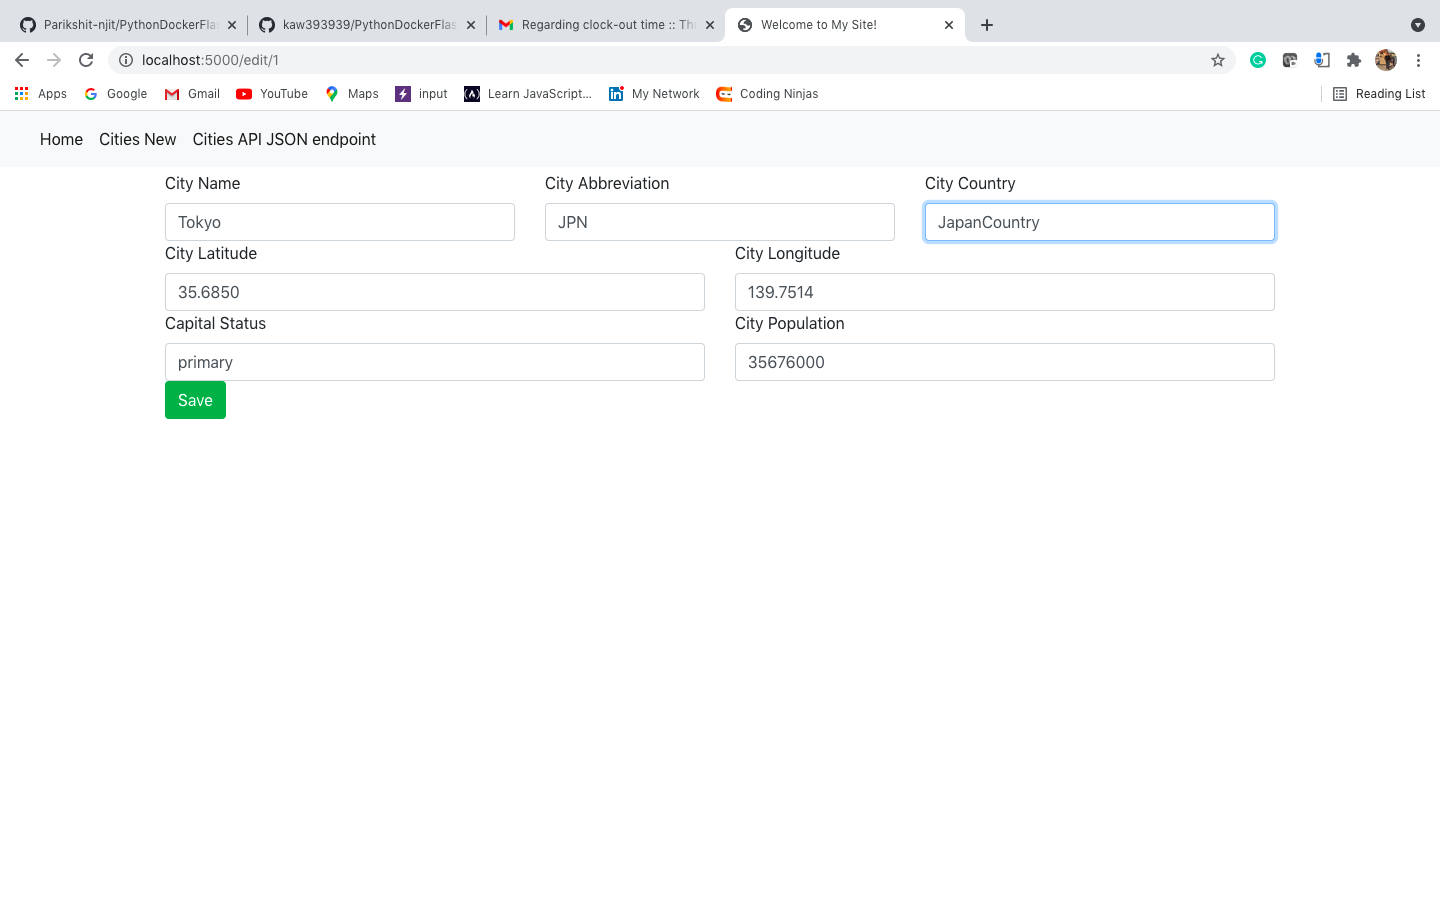 Parikshit-njit/PythonDockerFla
kaw393939/PythonDockerFlas
Regarding clock-out time :: Th
Welcome to My Site!
localhost:5000/edit/1
Apps Google Gmail YouTube Maps input Learn JavaScript... My Network Coding Ninjas Reading List
Home Cities New Cities API JSON endpoint
City Name City Abbreviation City Country
Tokyo JPN JapanCountry
City Latitude City Longitude
35.6850 139.7514
Capital Status City Population
primary 35676000
Save